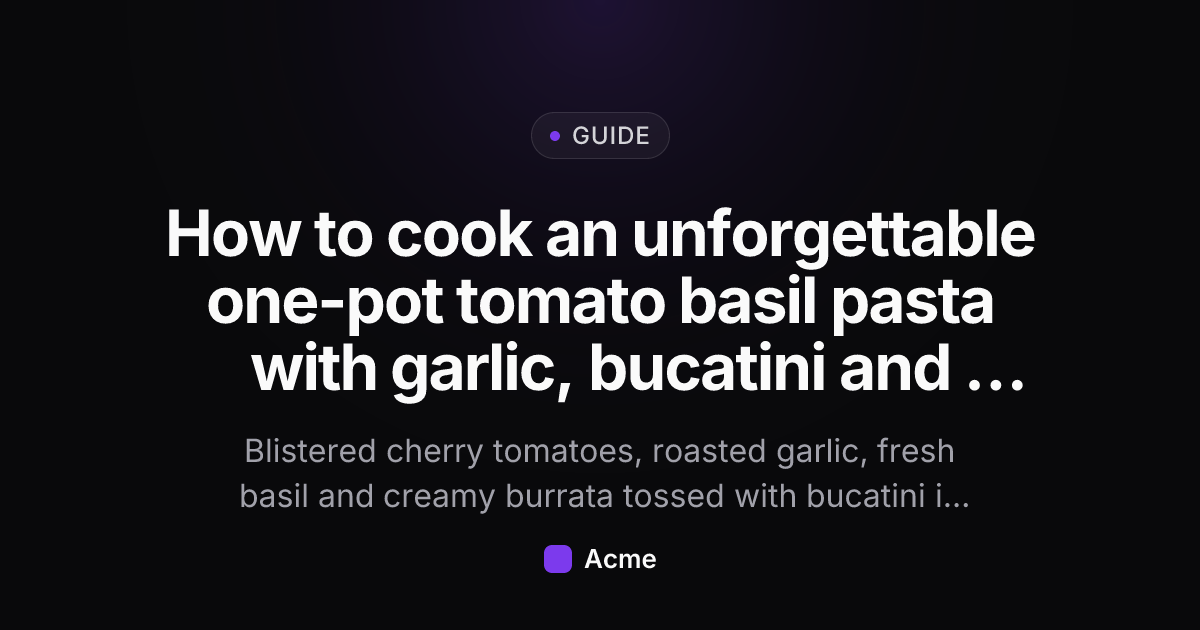 GUIDE
How to cook an unforgettable
one-pot tomato basil pasta
with garlic, bucatini and …
Blistered cherry tomatoes, roasted garlic, fresh
basil and creamy burrata tossed with bucatini i…
Acme